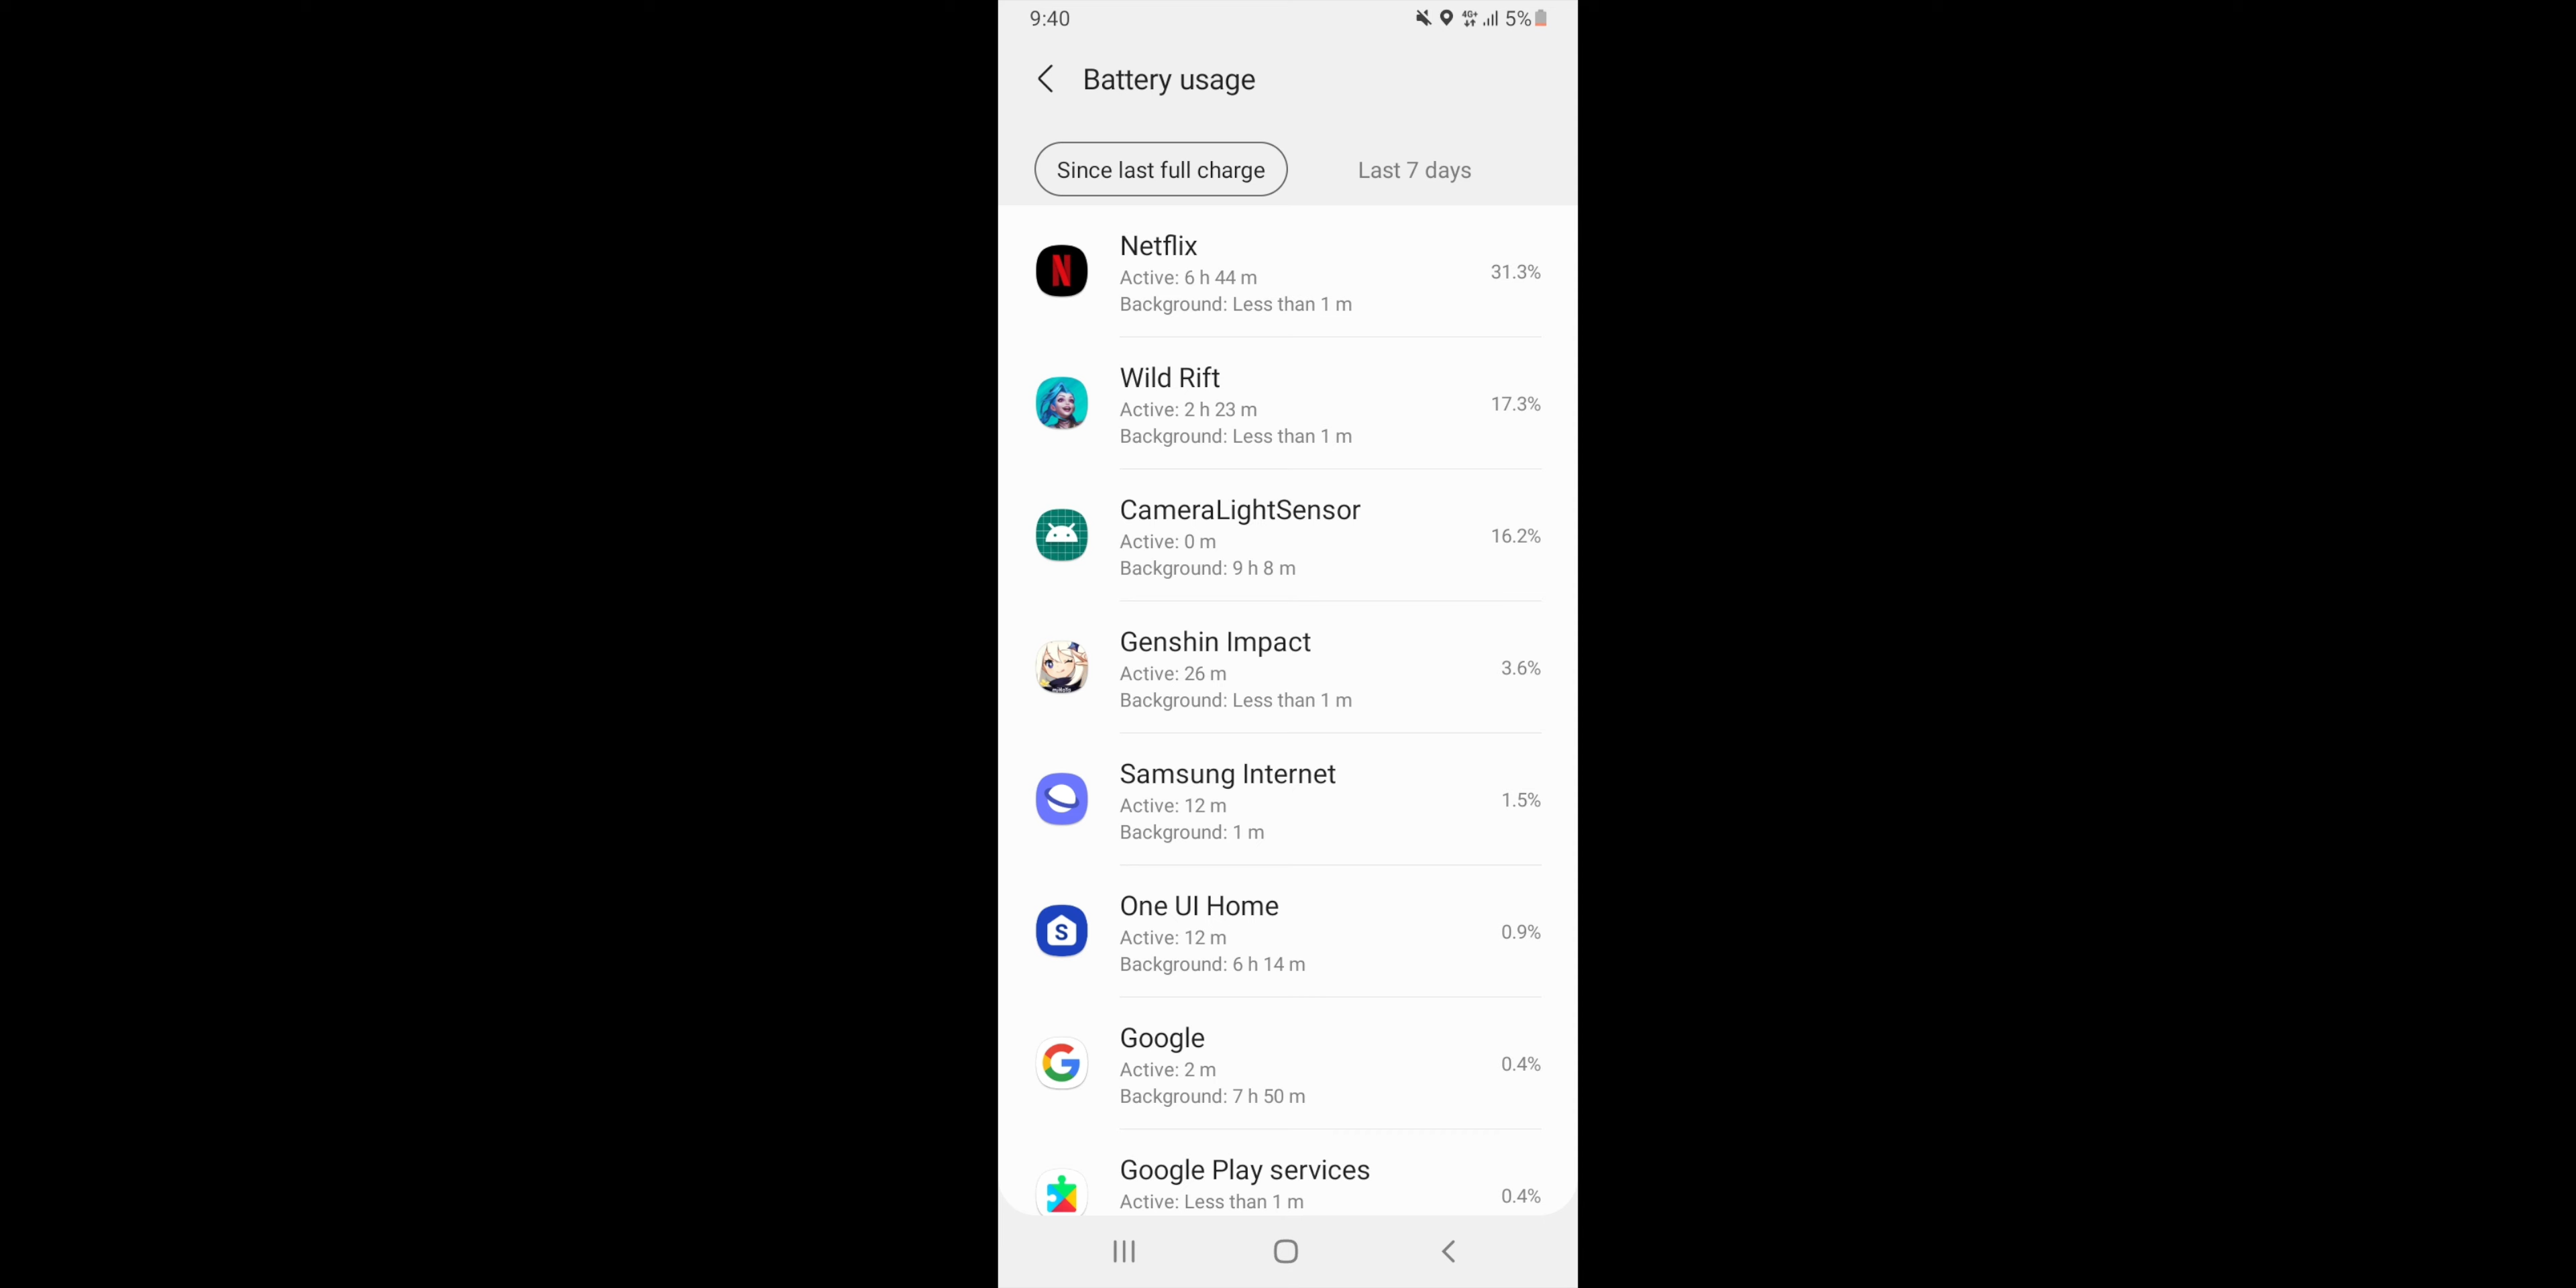 9:40
4G+ 5%
Battery usage
Since last full charge
Last 7 days
Netflix
Active: 6 h 44 m
Background: Less than 1 m
31.3%
Wild Rift
Active: 2 h 23 m
Background: Less than 1 m
17.3%
CameraLightSensor
Active: 0 m
Background: 9 h 8 m
16.2%
Genshin Impact
Active: 26 m
Background: Less than 1 m
3.6%
Samsung Internet
Active: 12 m
Background: 1 m
1.5%
One UI Home
Active: 12 m
Background: 6 h 14 m
0.9%
Google
Active: 2 m
Background: 7 h 50 m
0.4%
Google Play services
Active: Less than 1 m
0.4%